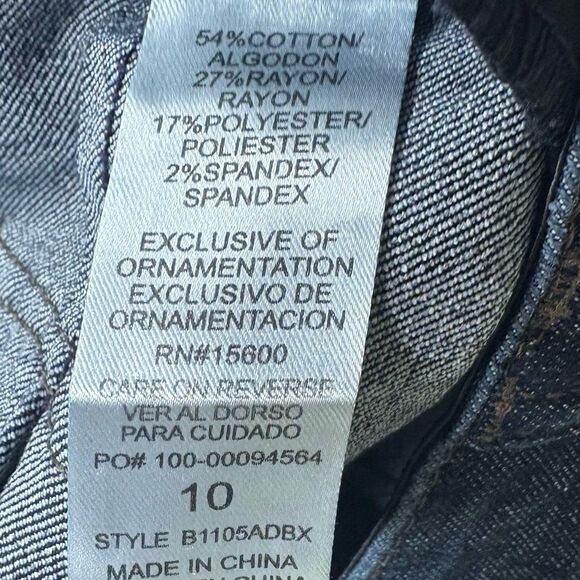 54%COTTON/
ALGODON
27%RAYON/
RAYON
17%POLYESTER/
POLIESTER
2%SPANDEX/
SPANDEX
EXCLUSIVE OF
ORNAMENTATION
EXCLUSIVO DE
ORNAMENTACION
RN#15600
CARE ON REVERSE
VER AL DORSO
PARA CUIDADO
PO# 100-00094564
10
STYLE B1105ADBX
MADE IN CHINA
CHINA